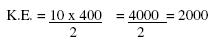 K.E. = 10 x 400 = 4000 = 2000
2 2